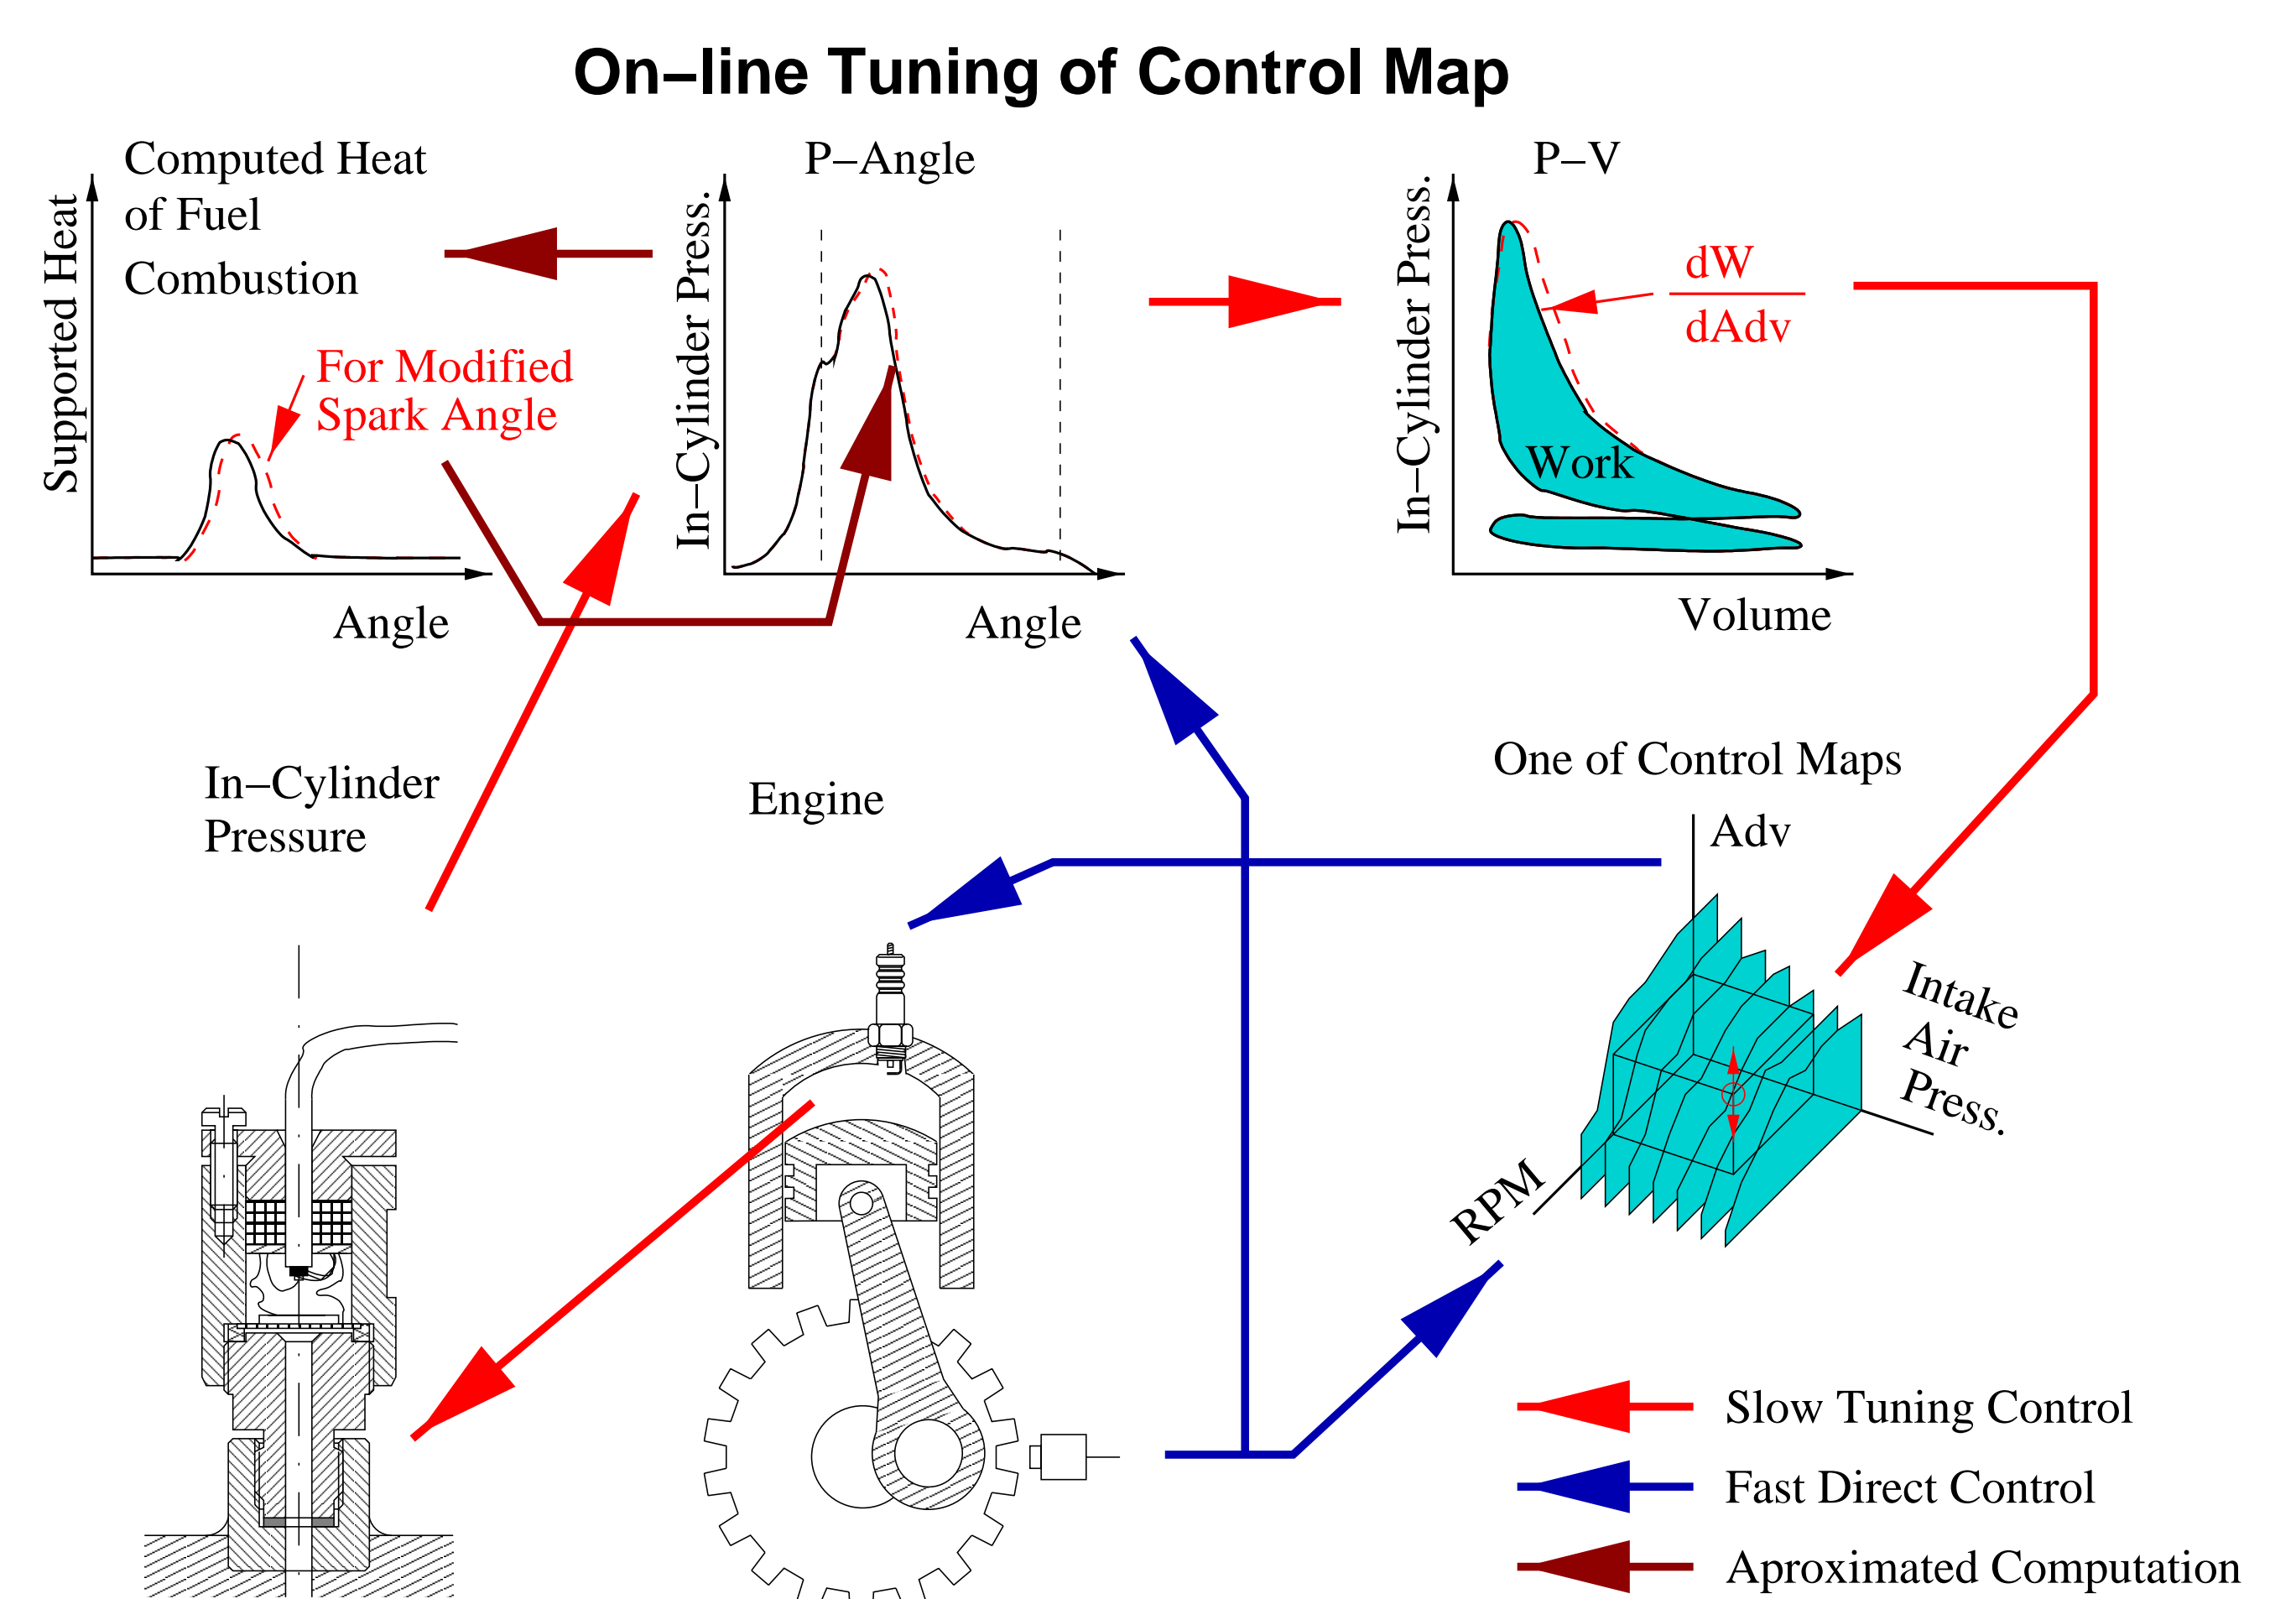 On–line Tuning of Control Map
Computed Heat
of Fuel
Combustion
Supported Heat
For Modified
Spark Angle
Angle
P–Angle
In–Cylinder Press.
Angle
P–V
In–Cylinder Press.
dW
dAdv
Work
Volume
In–Cylinder
Pressure
Engine
One of Control Maps
Adv
Intake
Air
Press.
RPM
Slow Tuning Control
Fast Direct Control
Aproximated Computation